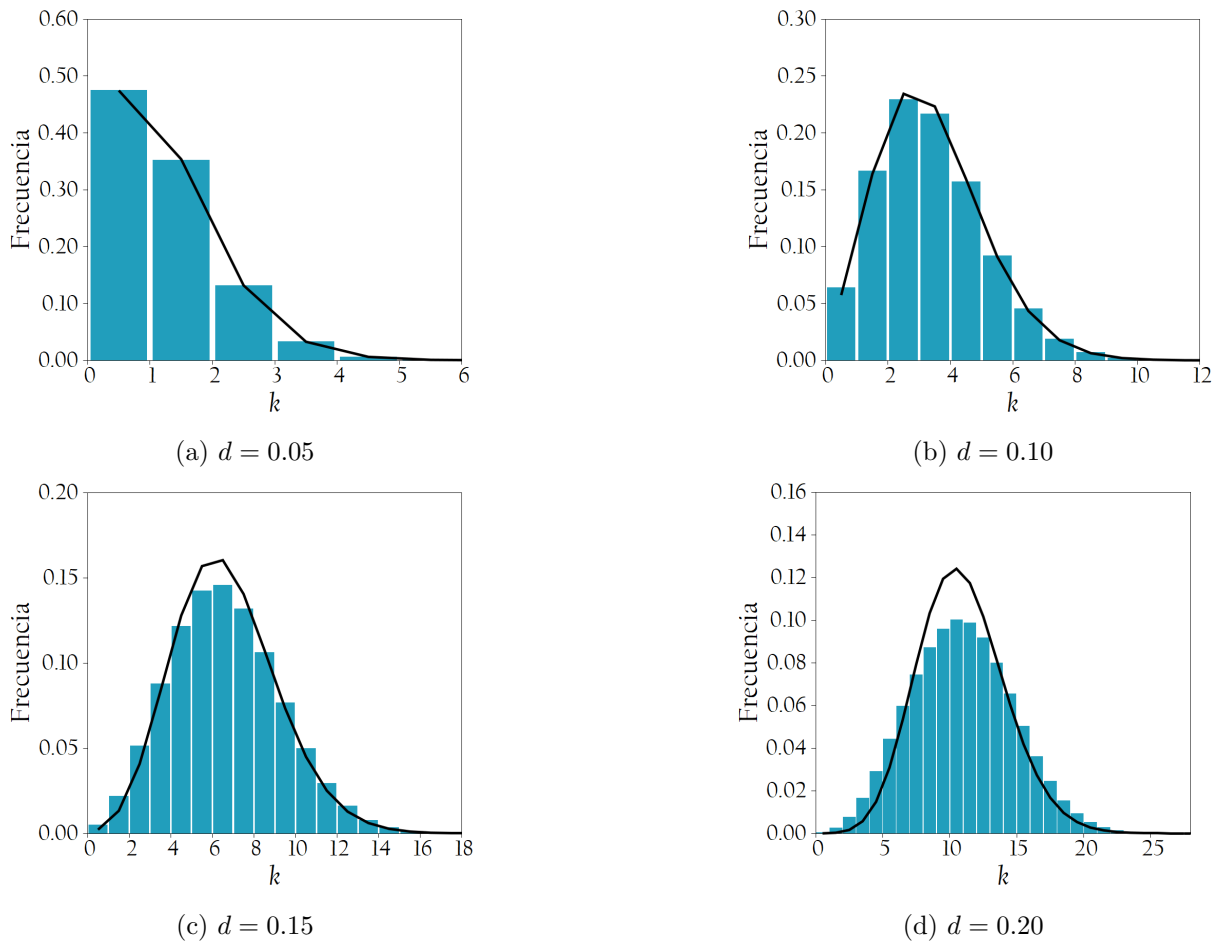 0.60
0.50
0.40
0.30
0.20
0.10
0.00
Frecuencia
0 1 2 3 4 5 6
k
(a) d = 0.05
0.30
0.25
0.20
0.15
0.10
0.05
0.00
Frecuencia
0 2 4 6 8 10 12
k
(b) d = 0.10
0.20
0.15
0.10
0.05
0.00
Frecuencia
0 2 4 6 8 10 12 14 16 18
k
(c) d = 0.15
0.16
0.14
0.12
0.10
0.08
0.06
0.04
0.02
0.00
Frecuencia
0 5 10 15 20 25
k
(d) d = 0.20